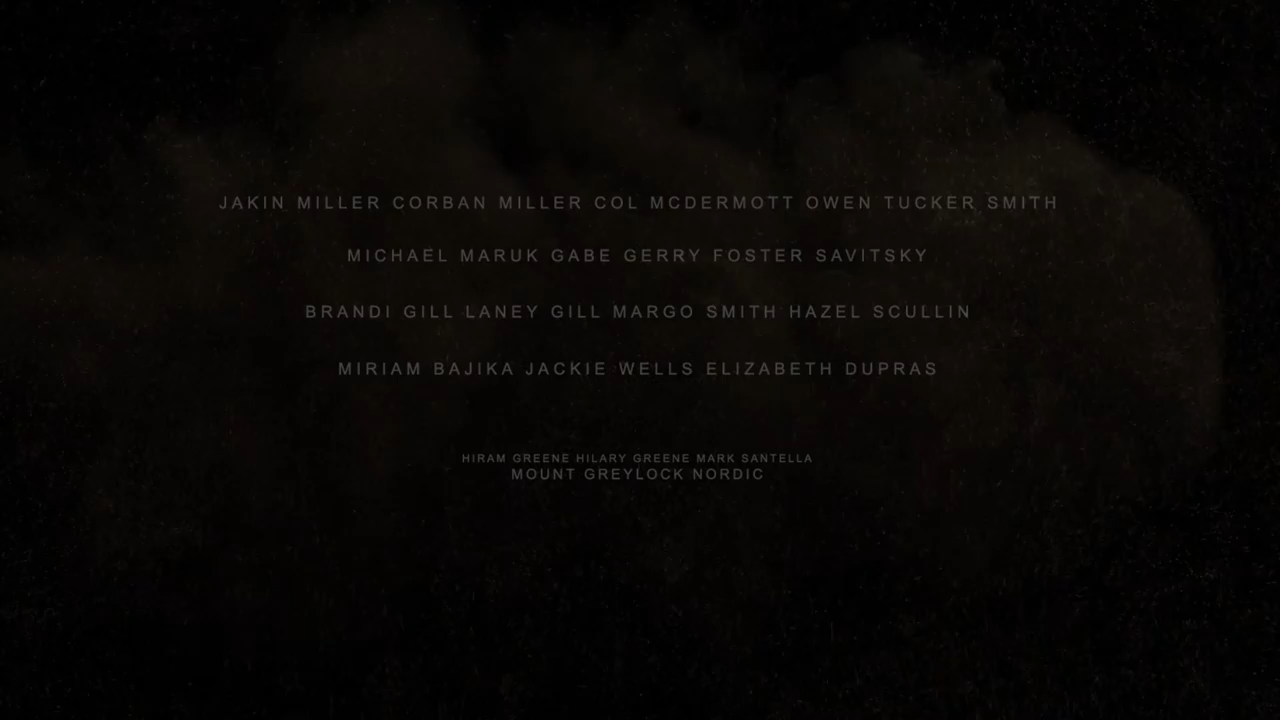 JAKIN MILLER CORBAN MILLER COL MCDERMOTT OWEN TUCKER SMITH
MICHAEL MARUK GABE GERRY FOSTER SAVITSKY
BRANDI GILL LANEY GILL MARGO SMITH HAZEL SCULLIN
MIRIAM BAJIKA JACKIE WELLS ELIZABETH DUPRAS
HIRAM GREENE HILARY GREENE MARK SANTELLA
MOUNT GREYLOCK NORDIC